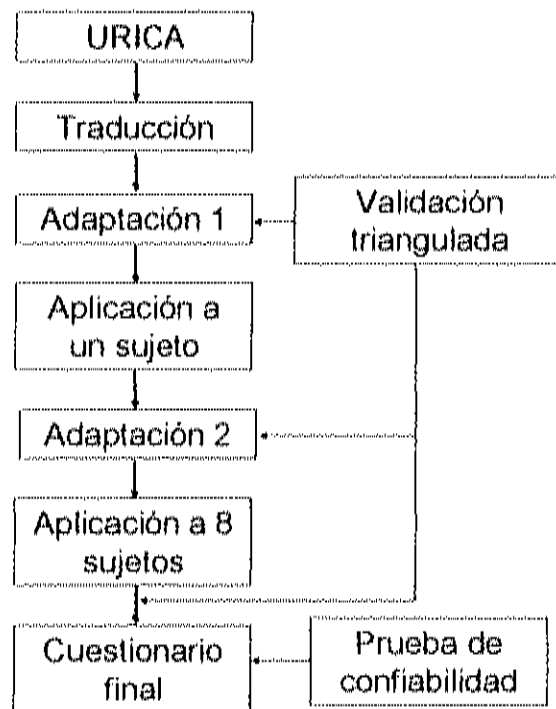 URICA
Traducción
Adaptación 1
Validación
triangulada
Aplicación a
un sujeto
Adaptación 2
Aplicación a 8
sujetos
Cuestionario
final
Prueba de
confiabilidad